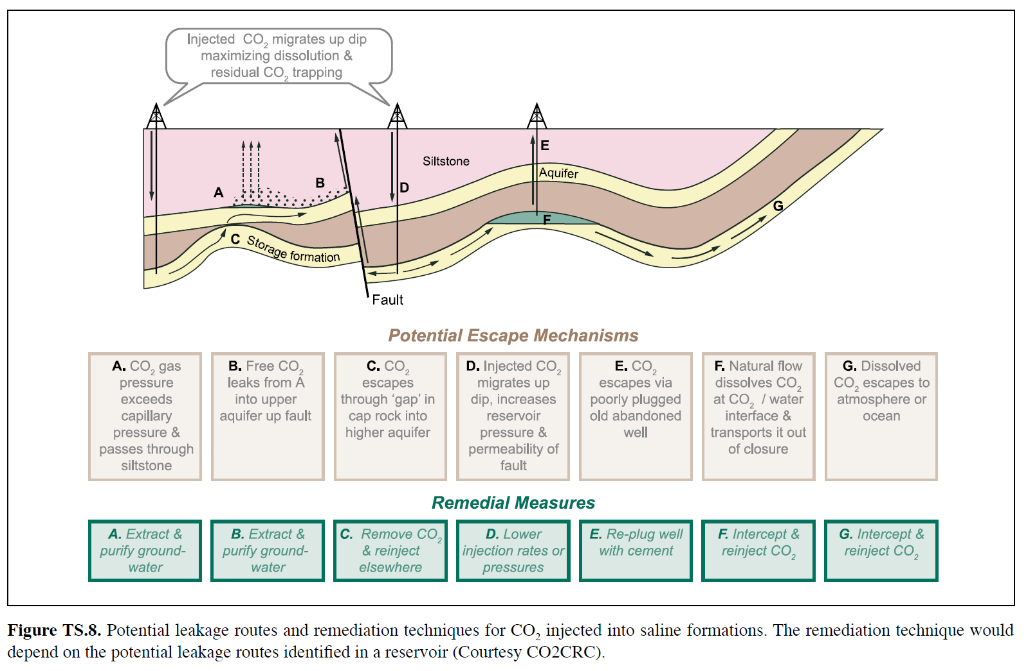 Injected CO₂ migrates up dip
maximizing dissolution &
residual CO₂ trapping
A
B
C
Storage formation
Fault
D
Siltstone
E
Aquifer
F
G
Potential Escape Mechanisms
A. CO₂ gas
pressure
exceeds
capillary
pressure &
passes through
siltstone
B. Free CO₂
leaks from A
into upper
aquifer up fault
C. CO₂
escapes
through 'gap' in
cap rock into
higher aquifer
D. Injected CO₂
migrates up
dip, increases
reservoir
pressure &
permeability of
fault
E. CO₂
escapes via
poorly plugged
old abandoned
well
F. Natural flow
dissolves CO₂
at CO₂ / water
interface &
transports it out
of closure
G. Dissolved
CO₂ escapes to
atmosphere or
ocean
Remedial Measures
A. Extract &
purify ground-
water
B. Extract &
purify ground-
water
C. Remove CO₂
& reinject
elsewhere
D. Lower
injection rates or
pressures
E. Re-plug well
with cement
F. Intercept &
reinject CO₂
G. Intercept &
reinject CO₂
Figure TS.8. Potential leakage routes and remediation techniques for CO₂ injected into saline formations. The remediation technique would
depend on the potential leakage routes identified in a reservoir (Courtesy CO2CRC).